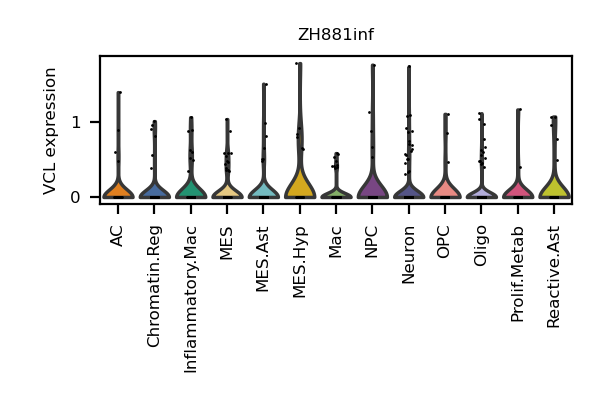 ZH881inf
VCL expression
1
0
AC
Chromatin.Reg
Inflammatory.Mac
MES
MES.Ast
MES.Hyp
Mac
NPC
Neuron
OPC
Oligo
Prolif.Metab
Reactive.Ast